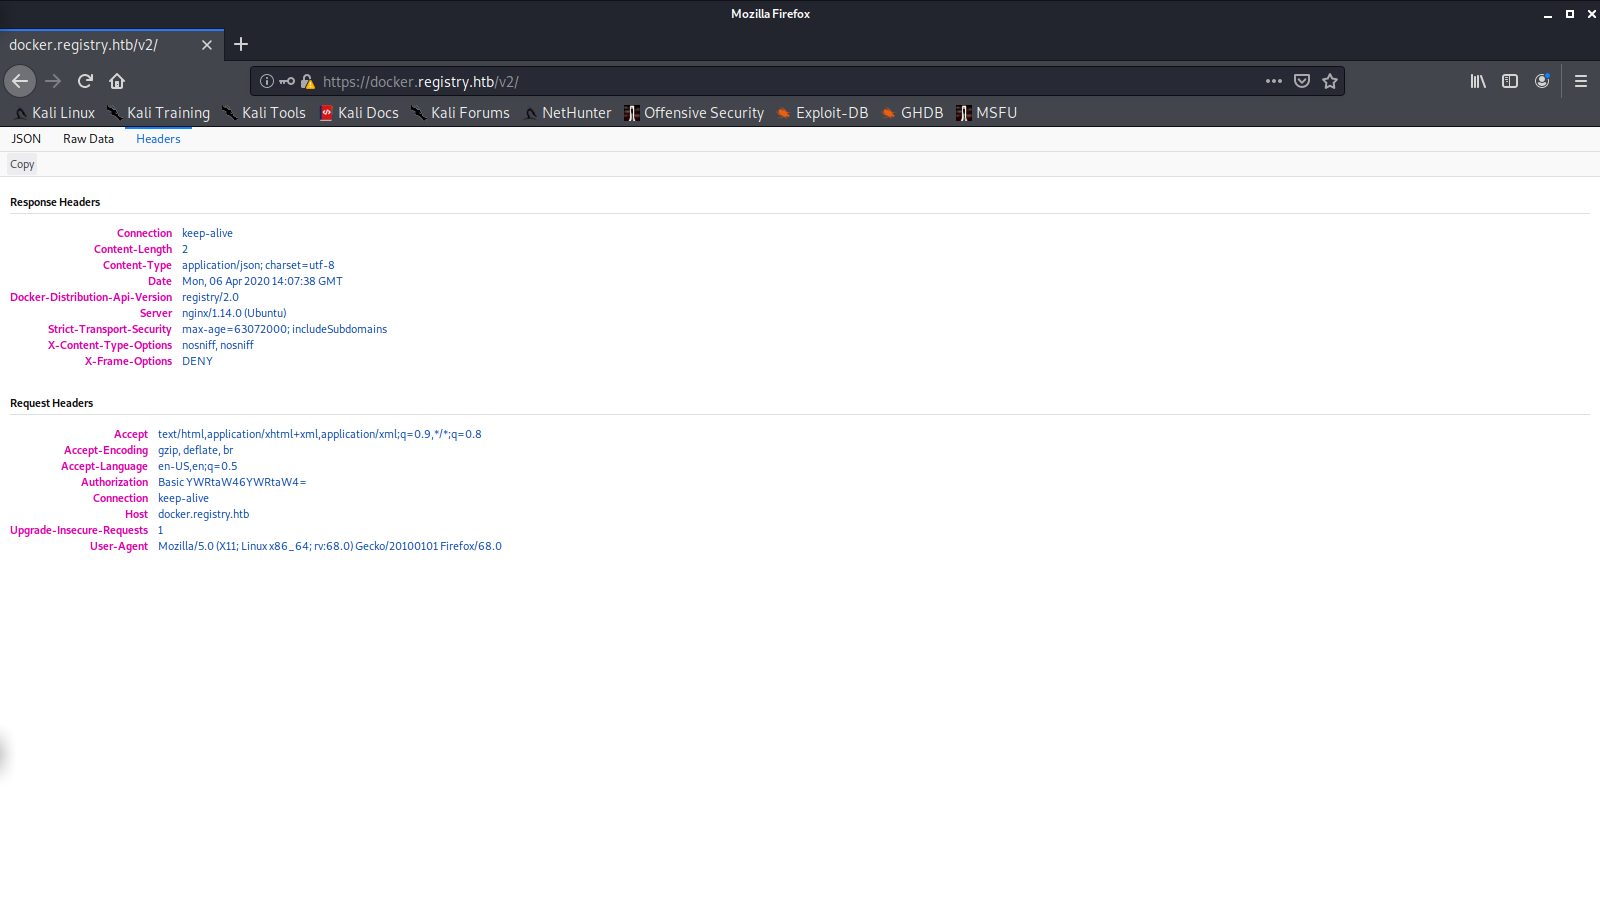 Mozilla Firefox
docker.registry.htb/v2/
https://docker.registry.htb/v2/
Kali Linux Kali Training Kali Tools Kali Docs Kali Forums NetHunter Offensive Security Exploit-DB GHDB MSFU
JSON Raw Data Headers
Copy
Response Headers
Connection keep-alive
Content-Length 2
Content-Type application/json; charset=utf-8
Date Mon, 06 Apr 2020 14:07:38 GMT
Docker-Distribution-Api-Version registry/2.0
Server nginx/1.14.0 (Ubuntu)
Strict-Transport-Security max-age=63072000; includeSubdomains
X-Content-Type-Options nosniff, nosniff
X-Frame-Options DENY
Request Headers
Accept text/html,application/xhtml+xml,application/xml;q=0.9,*/*;q=0.8
Accept-Encoding gzip, deflate, br
Accept-Language en-US,en;q=0.5
Authorization Basic YWRtaW46YWRtaW4=
Connection keep-alive
Host docker.registry.htb
Upgrade-Insecure-Requests 1
User-Agent Mozilla/5.0 (X11; Linux x86_64; rv:68.0) Gecko/20100101 Firefox/68.0